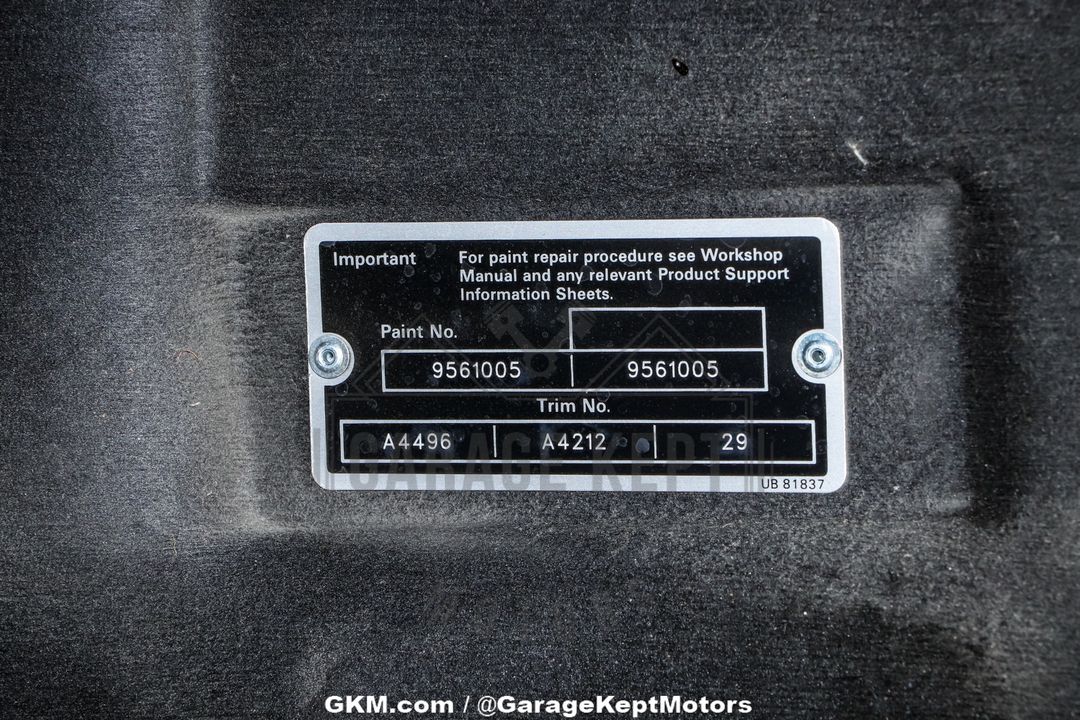 Important
For paint repair procedure see Workshop
Manual and any relevant Product Support
Information Sheets.
Paint No.
9561005 9561005
Trim No.
A4496 A4212 29
UB 81837
GARAGE KEPT
GKM.com / @GarageKeptMotors